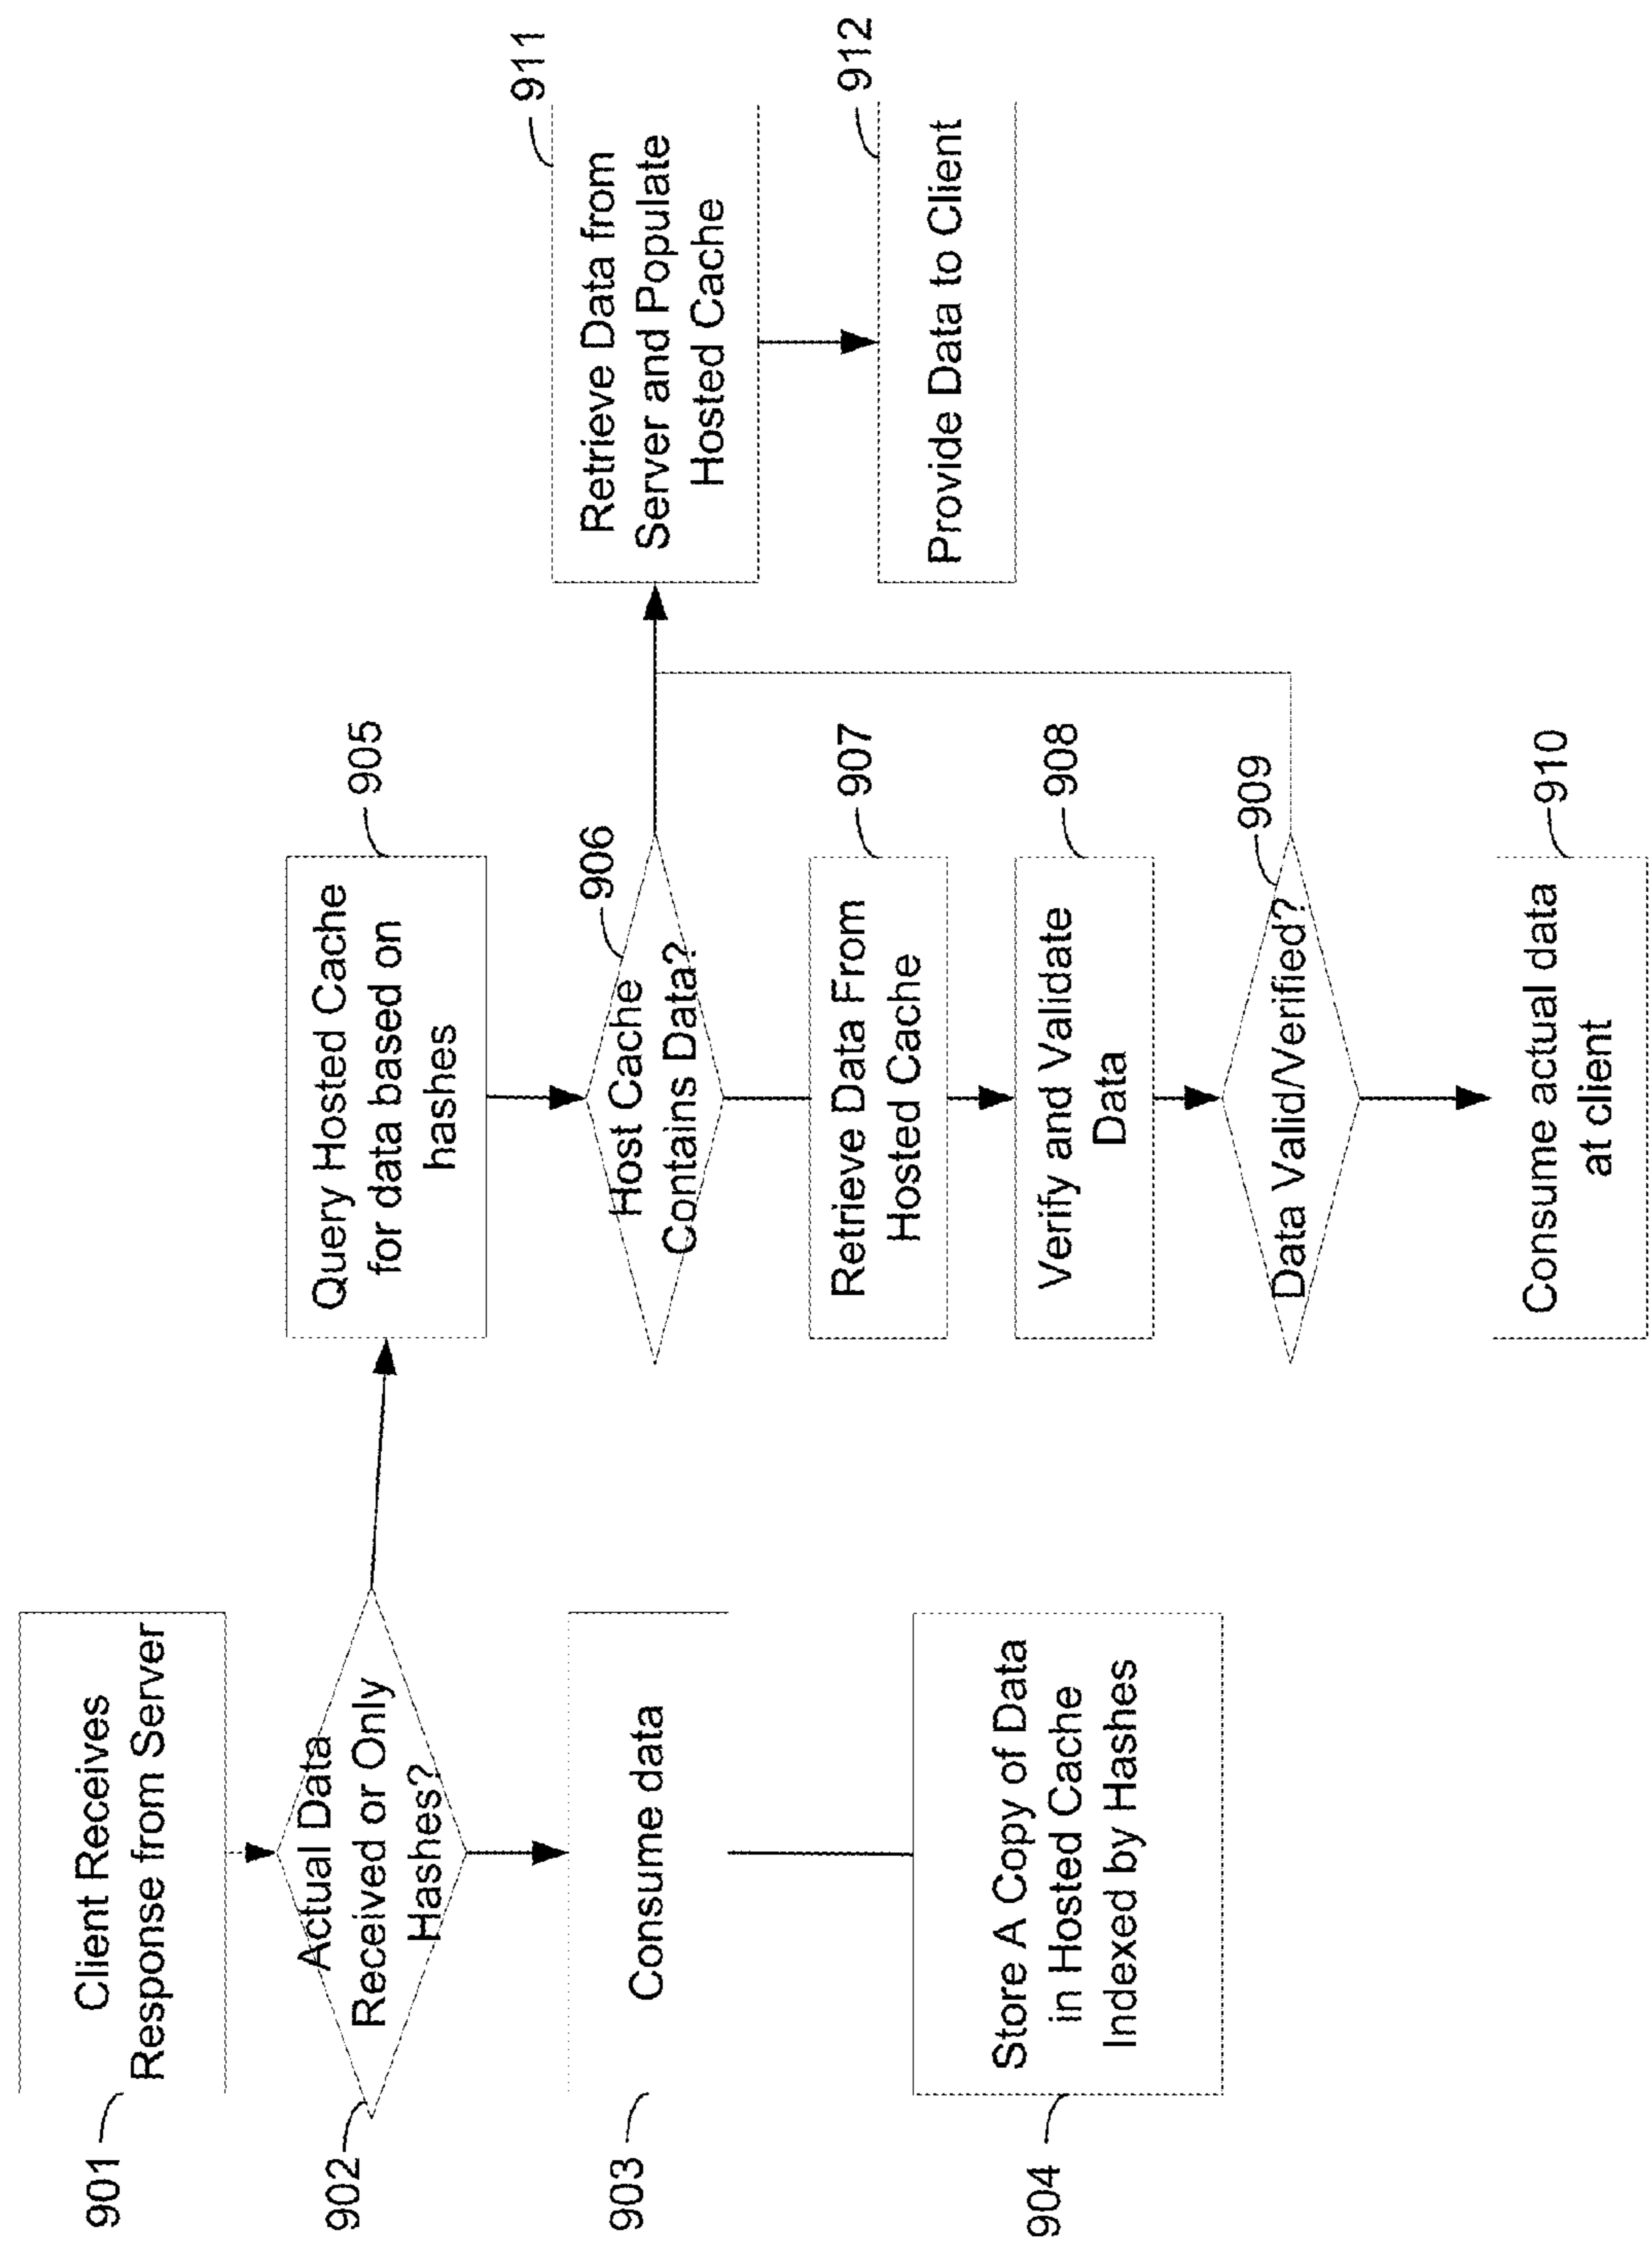 901
Client Receives
Response from Server
902
Actual Data
Received or Only
Hashes?
903
Consume data
904
Store A Copy of Data
in Hosted Cache
Indexed by Hashes
905
Query Hosted Cache
for data based on
hashes
906
Host Cache
Contains Data?
907
Retrieve Data From
Hosted Cache
908
Verify and Validate
Data
909
Data Valid/Verified?
910
Consume actual data
at client
911
Retrieve Data from
Server and Populate
Hosted Cache
912
Provide Data to Client